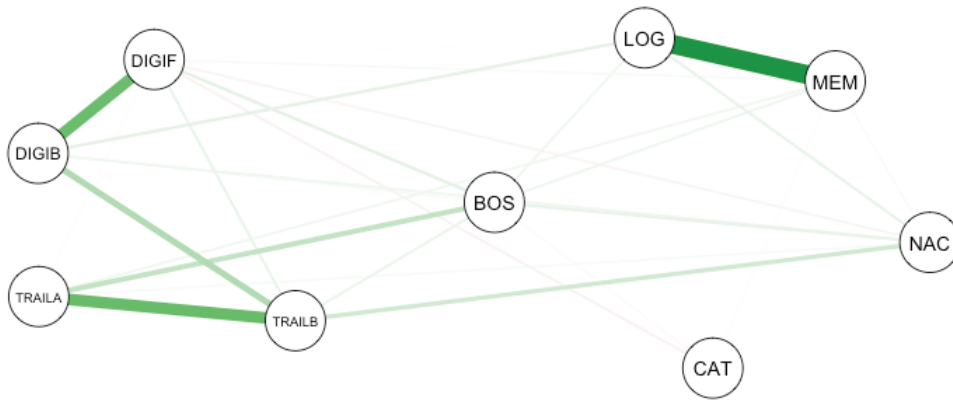 LOG
DIGIF
MEM
DIGIB
BOS
NAC
TRAILA
TRAILB
CAT